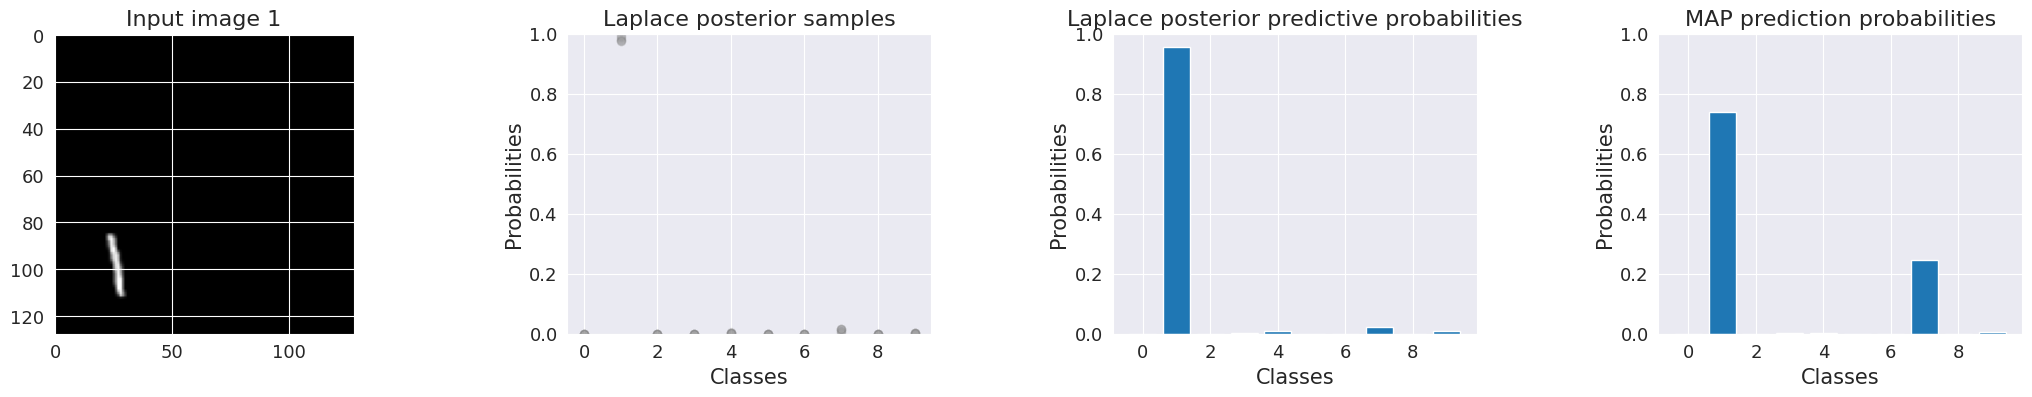 Input image 1
0
20
40
60
80
100
120
0 50 100
Laplace posterior samples
Probabilities
1.0
0.8
0.6
0.4
0.2
0.0
0 2 4 6 8
Classes
Laplace posterior predictive probabilities
Probabilities
1.0
0.8
0.6
0.4
0.2
0.0
0 2 4 6 8
Classes
MAP prediction probabilities
Probabilities
1.0
0.8
0.6
0.4
0.2
0.0
0 2 4 6 8
Classes